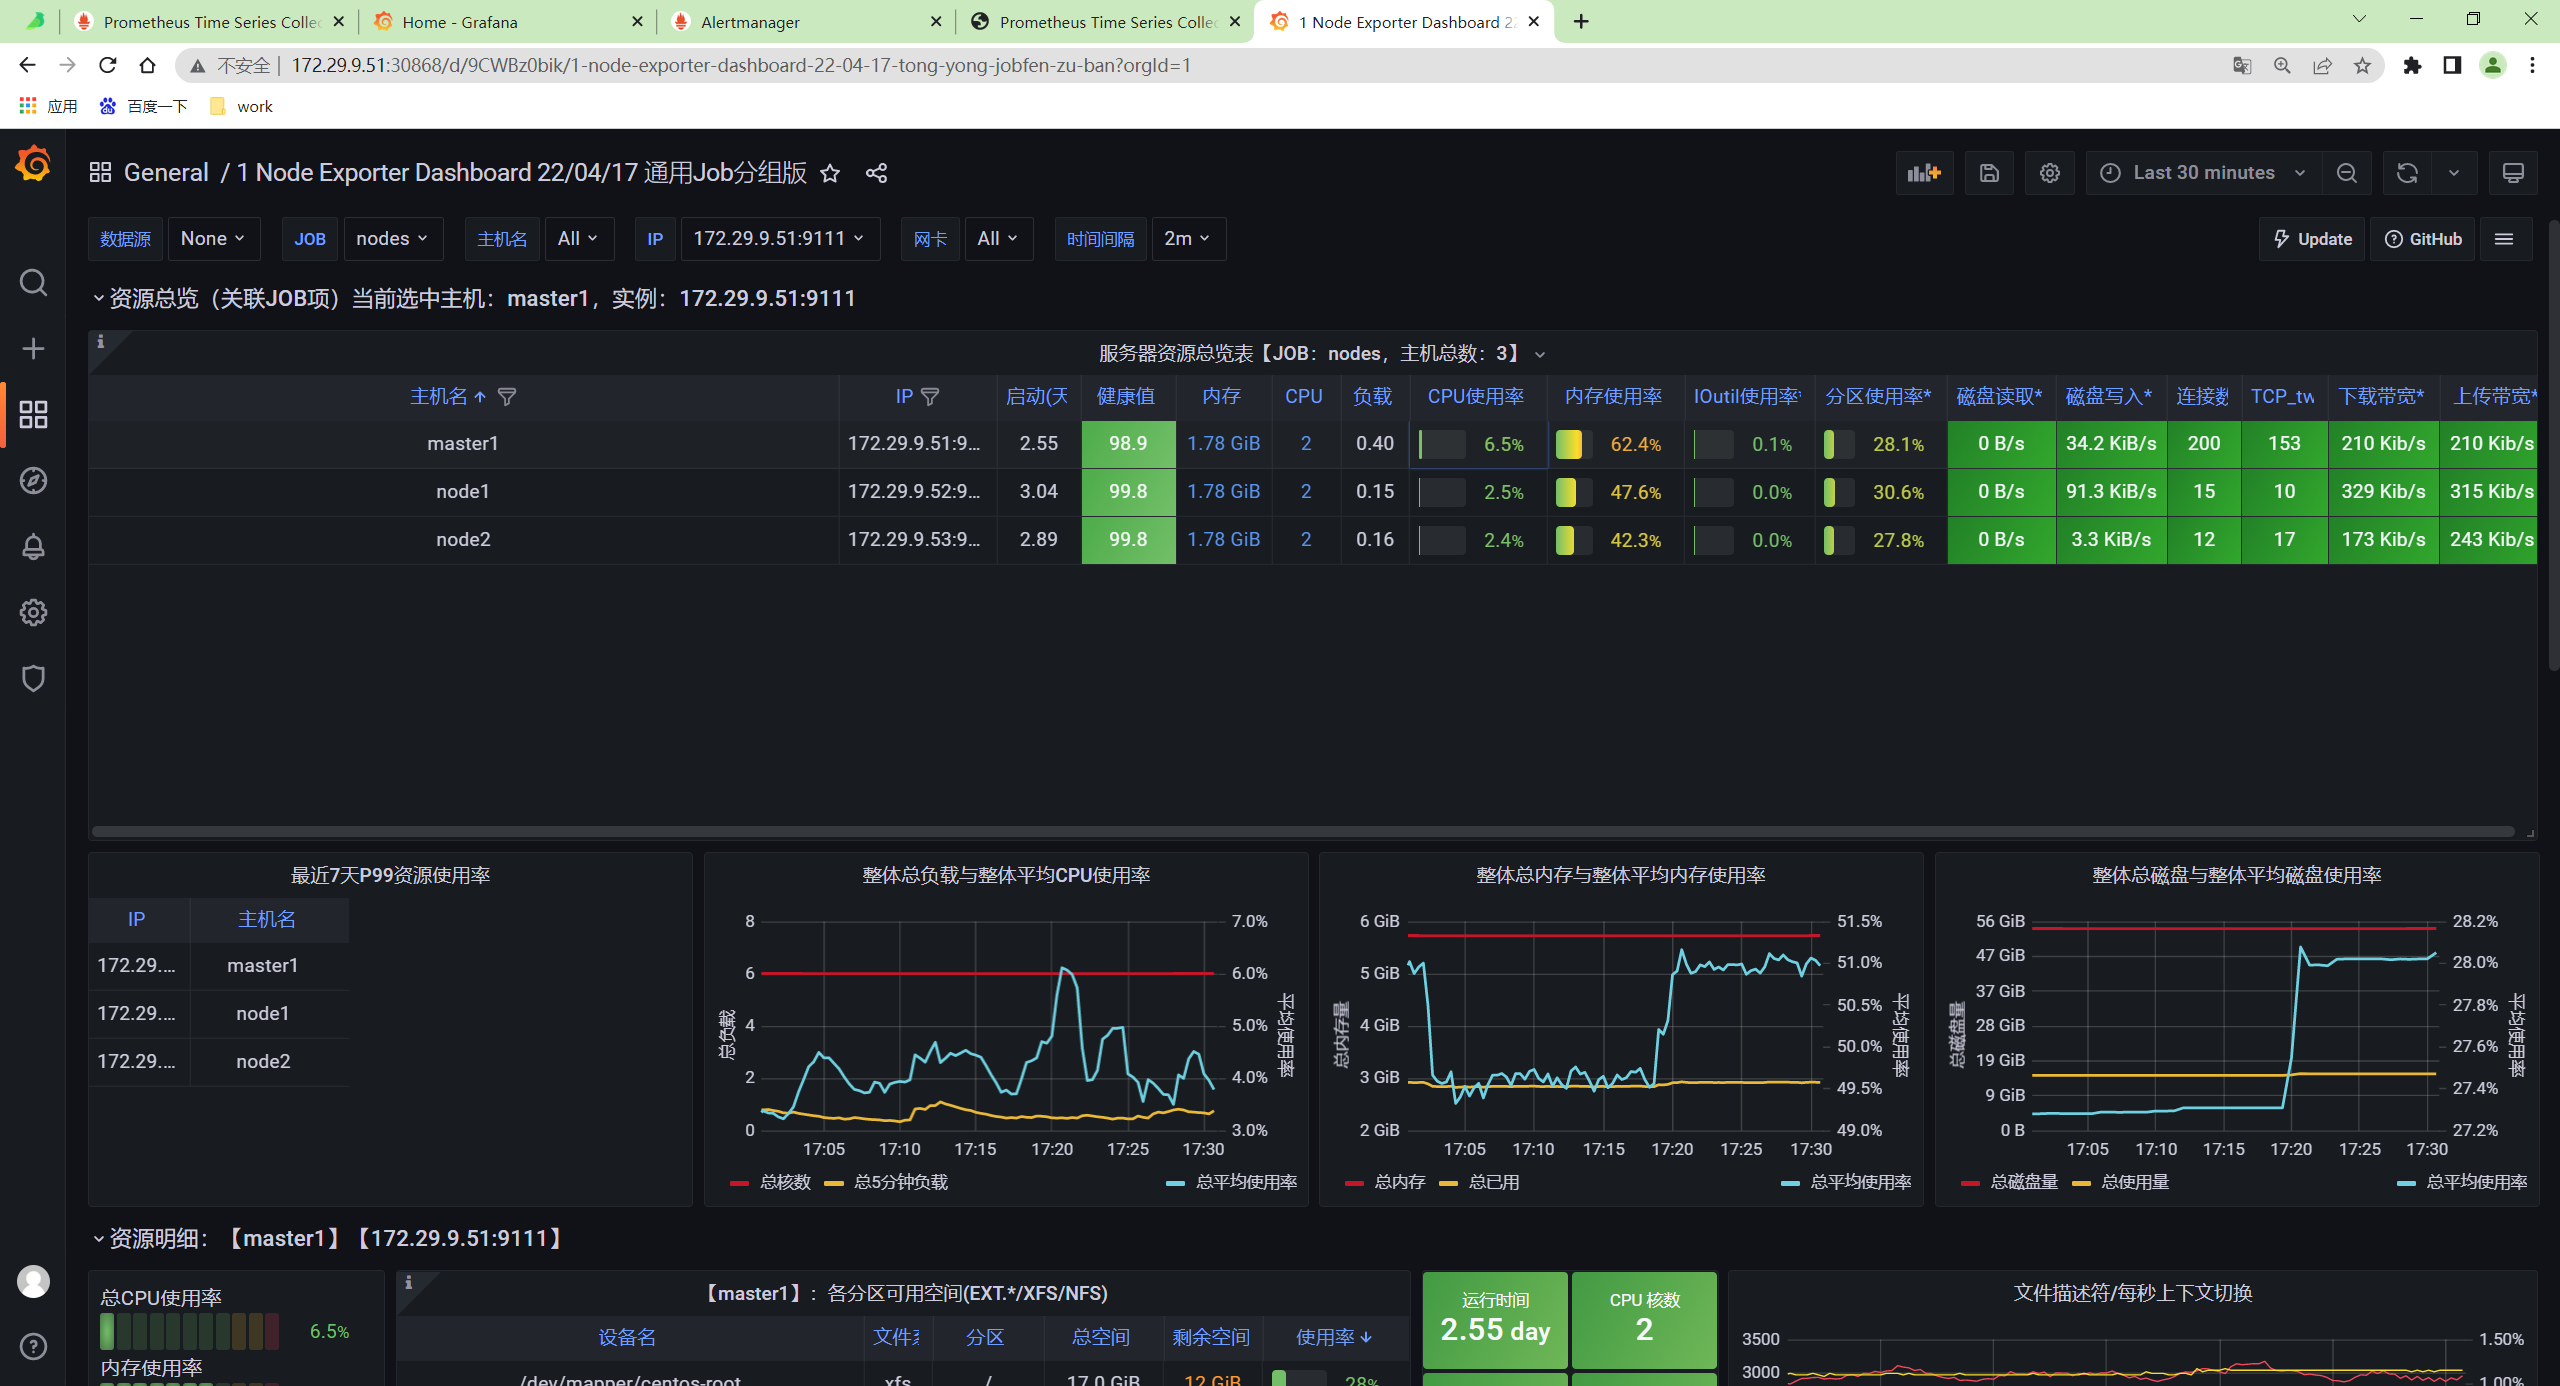 Prometheus Time Series Collec
Home - Grafana
Alertmanager
Prometheus Time Series Collec
1 Node Exporter Dashboard 22
不安全 | 172.29.9.51:30868/d/9CWBz0bik/1-node-exporter-dashboard-22-04-17-tong-yong-jobfen-zu-ban?orgId=1
应用 百度一下 work
General / 1 Node Exporter Dashboard 22/04/17 通用Job分组版
Last 30 minutes
数据源 None JOB nodes 主机名 All IP 172.29.9.51:9111 网卡 All 时间间隔 2m Update GitHub
资源总览（关联JOB项）当前选中主机：master1，实例：172.29.9.51:9111
服务器资源总览表【JOB：nodes，主机总数：3】
主机名 IP 启动(天 健康值 内存 CPU 负载 CPU使用率 内存使用率 IOutil使用率* 分区使用率* 磁盘读取* 磁盘写入* 连接数 TCP_tw 下载带宽* 上传带宽*
master1 172.29.9.51:9... 2.55 98.9 1.78 GiB 2 0.40 6.5% 62.4% 0.1% 28.1% 0 B/s 34.2 KiB/s 200 153 210 Kib/s 210 Kib/s
node1 172.29.9.52:9... 3.04 99.8 1.78 GiB 2 0.15 2.5% 47.6% 0.0% 30.6% 0 B/s 91.3 KiB/s 15 10 329 Kib/s 315 Kib/s
node2 172.29.9.53:9... 2.89 99.8 1.78 GiB 2 0.16 2.4% 42.3% 0.0% 27.8% 0 B/s 3.3 KiB/s 12 17 173 Kib/s 243 Kib/s
最近7天P99资源使用率
IP 主机名
172.29.... master1
172.29.... node1
172.29.... node2
整体总负载与整体平均CPU使用率
8 7.0%
6 6.0%
4 5.0%
2 4.0%
0 3.0%
总负载
平均使用率
17:05 17:10 17:15 17:20 17:25 17:30
总核数 总5分钟负载 总平均使用率
整体总内存与整体平均内存使用率
6 GiB
5 GiB
4 GiB
3 GiB
2 GiB
总内存量
51.5%
51.0%
50.5%
50.0%
49.5%
49.0%
平均使用率
17:05 17:10 17:15 17:20 17:25 17:30
总内存 总已用 总平均使用率
整体总磁盘与整体平均磁盘使用率
56 GiB
47 GiB
37 GiB
28 GiB
19 GiB
9 GiB
0 B
总磁盘量
28.2%
28.0%
27.8%
27.6%
27.4%
27.2%
平均使用率
17:05 17:10 17:15 17:20 17:25 17:30
总磁盘量 总使用量 总平均使用率
资源明细：【master1】【172.29.9.51:9111】
总CPU使用率
6.5%
内存使用率
【master1】：各分区可用空间(EXT.*/XFS/NFS)
设备名 文件系 分区 总空间 剩余空间 使用率
/dev/mapper/centos-root xfs / 17.0 GiB 12 GiB 28%
运行时间
2.55 day
CPU 核数
2
文件描述符/每秒上下文切换
3500 1.50%
3000 1.00%